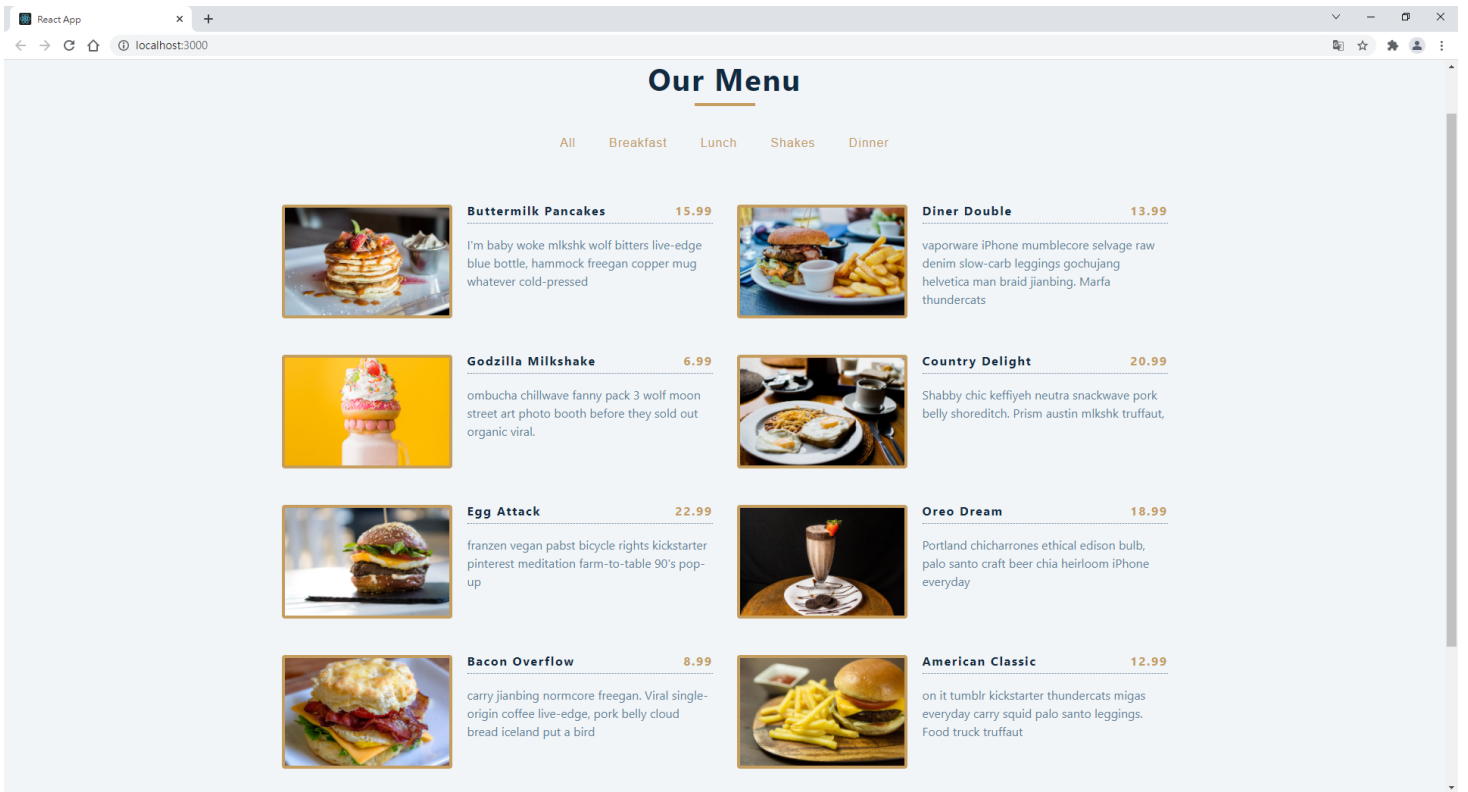 React App
localhost:3000
Our Menu
All Breakfast Lunch Shakes Dinner
Buttermilk Pancakes 15.99
I'm baby woke mlkshk wolf bitters live-edge
blue bottle, hammock freegan copper mug
whatever cold-pressed
Diner Double 13.99
vaporware iPhone mumblecore selvage raw
denim slow-carb leggings gochujang
helvetica man braid jianbing. Marfa
thundercats
Godzilla Milkshake 6.99
ombucha chillwave fanny pack 3 wolf moon
street art photo booth before they sold out
organic viral.
Country Delight 20.99
Shabby chic keffiyeh neutra snackwave pork
belly shoreditch. Prism austin mlkshk truffaut,
Egg Attack 22.99
franzen vegan pabst bicycle rights kickstarter
pinterest meditation farm-to-table 90's pop-
up
Oreo Dream 18.99
Portland chicharrones ethical edison bulb,
palo santo craft beer chia heirloom iPhone
everyday
Bacon Overflow 8.99
carry jianbing normcore freegan. Viral single-
origin coffee live-edge, pork belly cloud
bread iceland put a bird
American Classic 12.99
on it tumblr kickstarter thundercats migas
everyday carry squid palo santo leggings.
Food truck truffaut